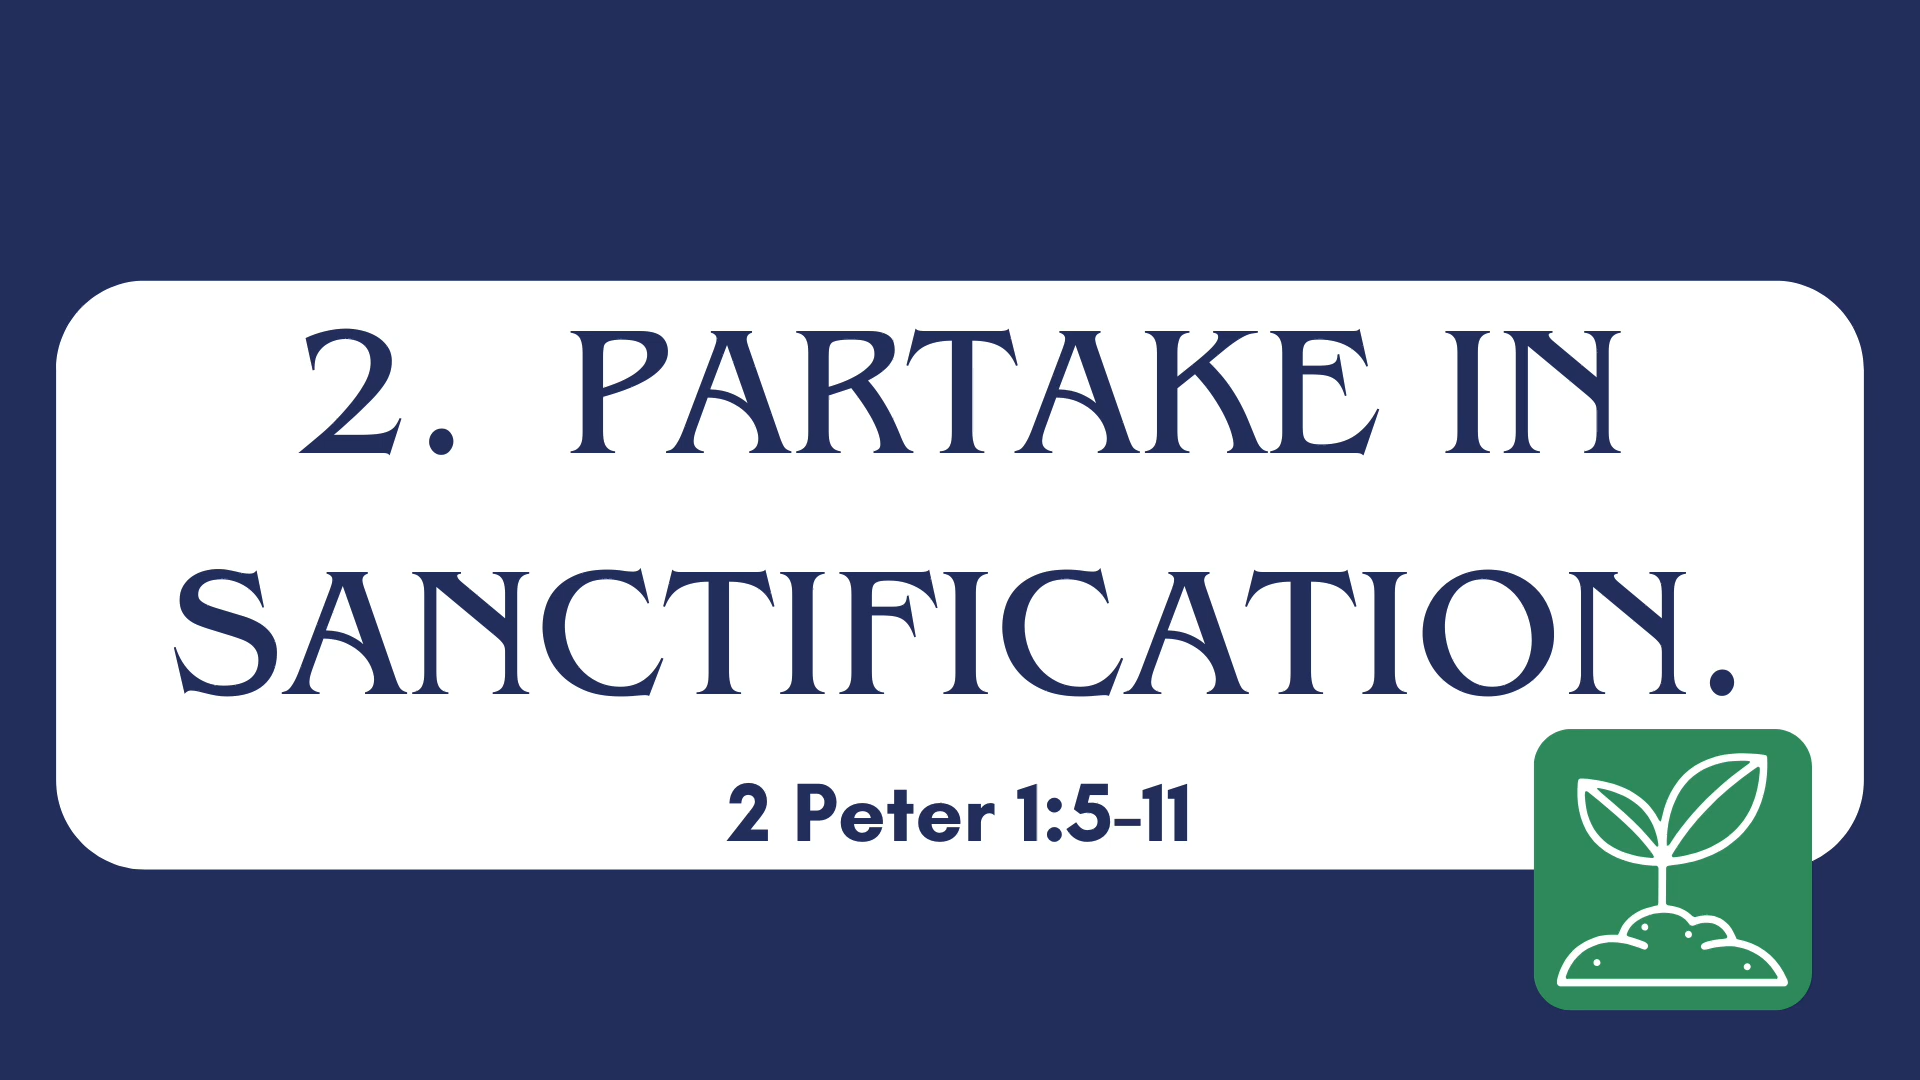 2. PARTAKE IN
SANCTIFICATION.
2 Peter 1:5-11